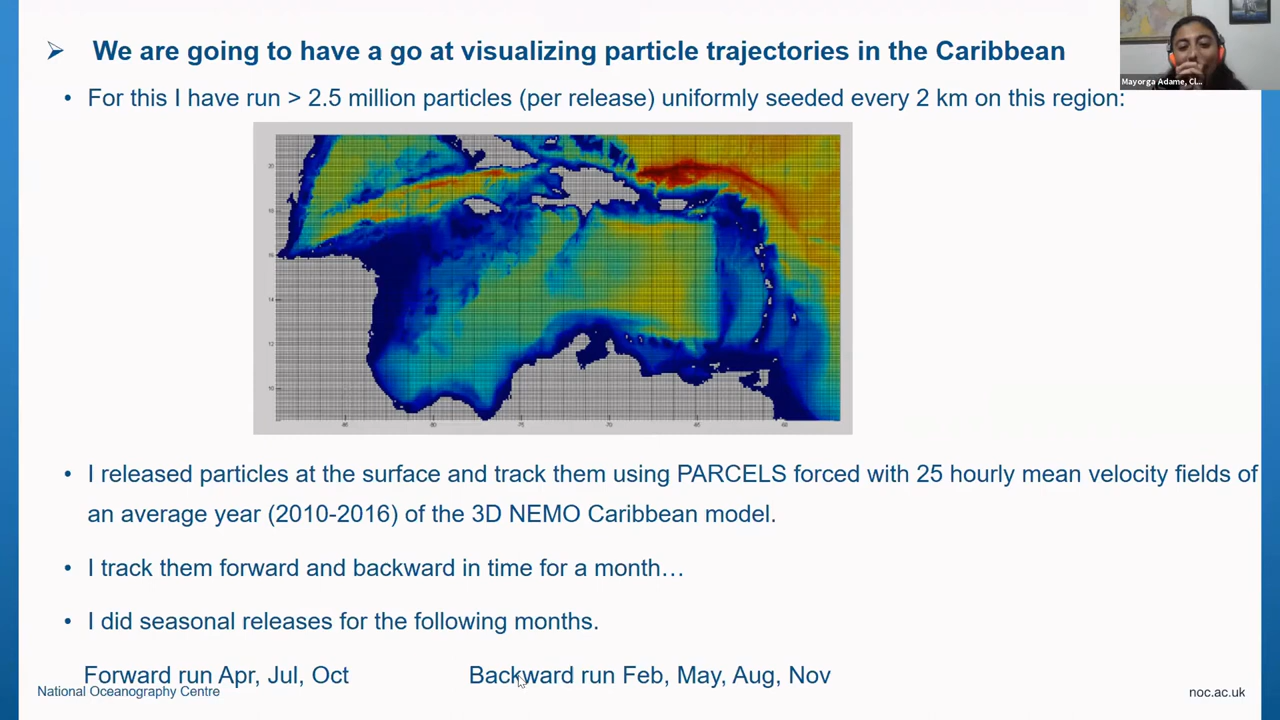 ➢ We are going to have a go at visualizing particle trajectories in the Caribbean
Mayorga Adame, Cl...
• For this I have run > 2.5 million particles (per release) uniformly seeded every 2 km on this region:
• I released particles at the surface and track them using PARCELS forced with 25 hourly mean velocity fields of
an average year (2010-2016) of the 3D NEMO Caribbean model.
• I track them forward and backward in time for a month…
• I did seasonal releases for the following months.
Forward run Apr, Jul, Oct Backward run Feb, May, Aug, Nov
National Oceanography Centre noc.ac.uk